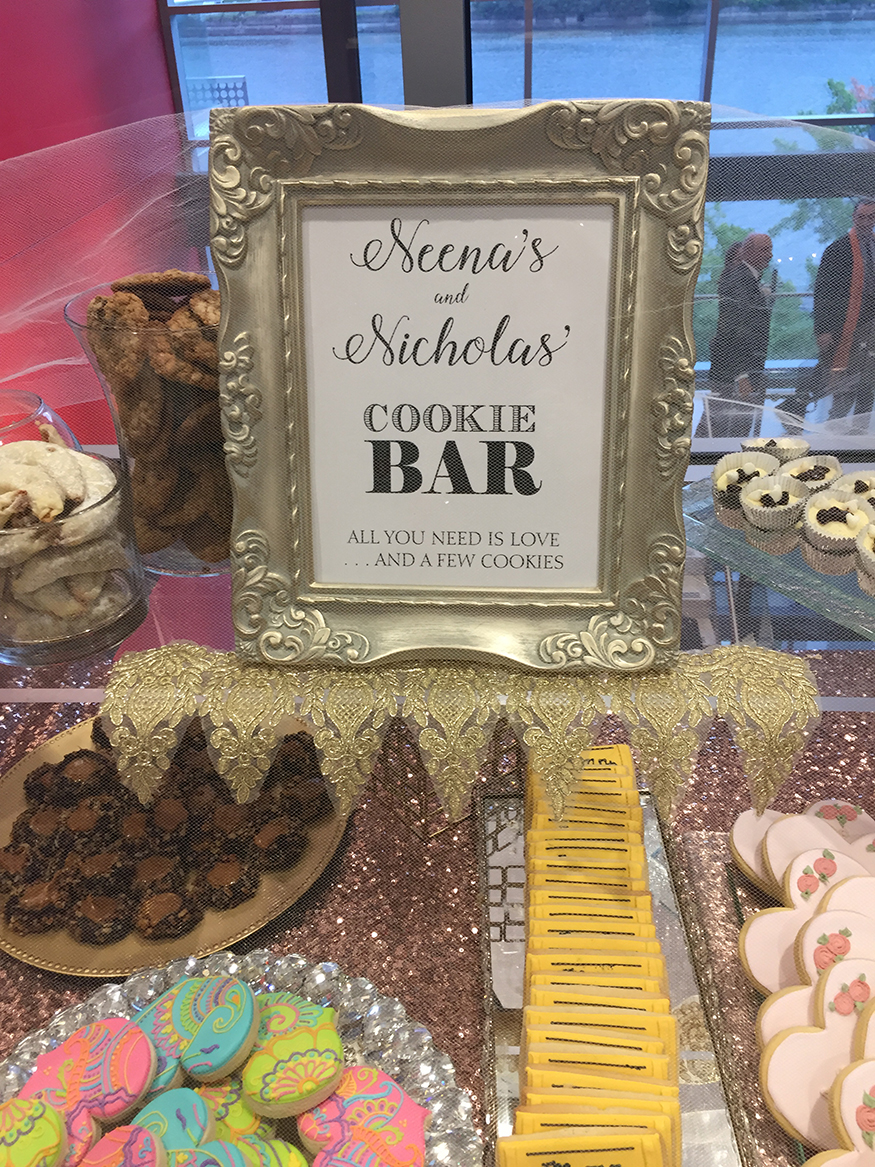 Neena's
and
Nicholas'
COOKIE
BAR
ALL YOU NEED IS LOVE
...AND A FEW COOKIES